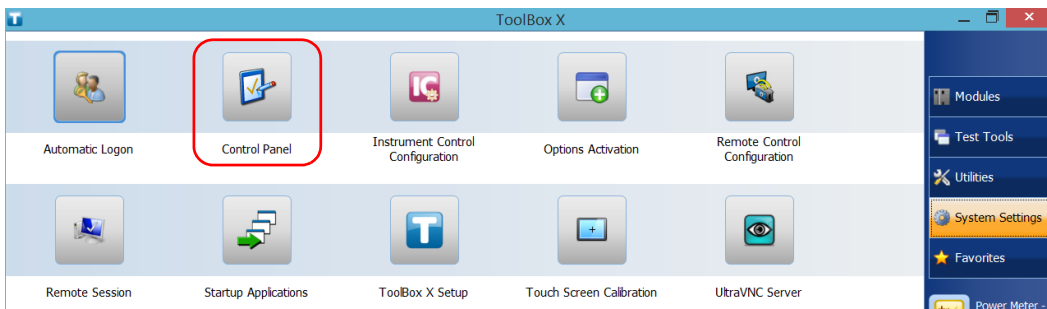 ToolBox X
Automatic Logon
Control Panel
Instrument Control
Configuration
Options Activation
Remote Control
Configuration
Remote Session
Startup Applications
ToolBox X Setup
Touch Screen Calibration
UltraVNC Server
Modules
Test Tools
Utilities
System Settings
Favorites
Power Meter -